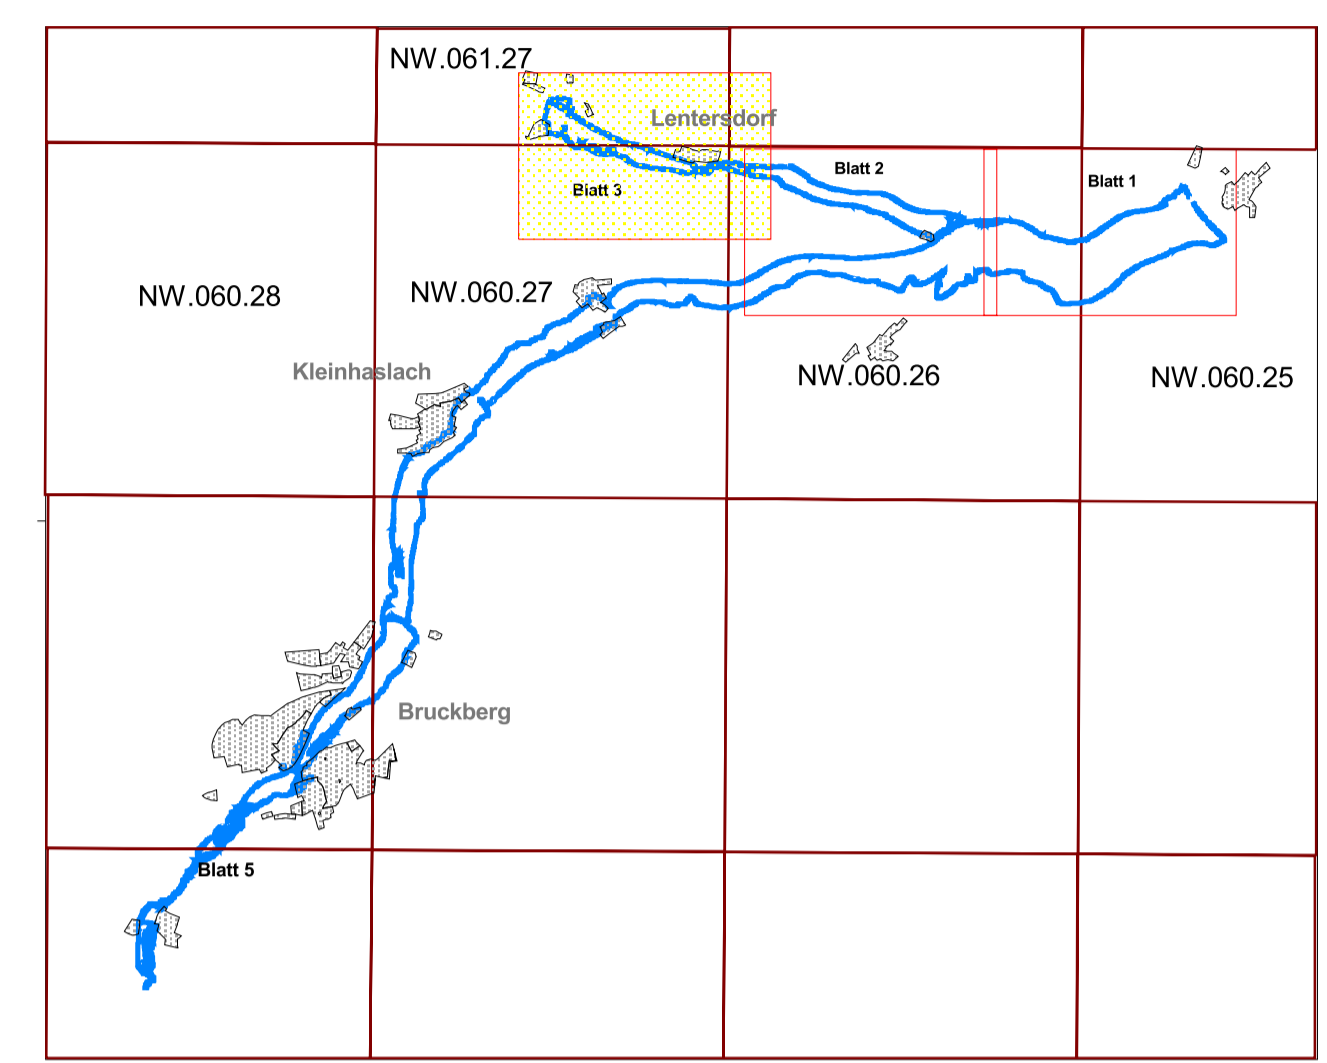 NW.061.27
Lentersdorf
Blatt 2
Blatt 1
Blatt 3
NW.060.28
NW.060.27
Kleinhaslach
NW.060.26
NW.060.25
Bruckberg
Blatt 5